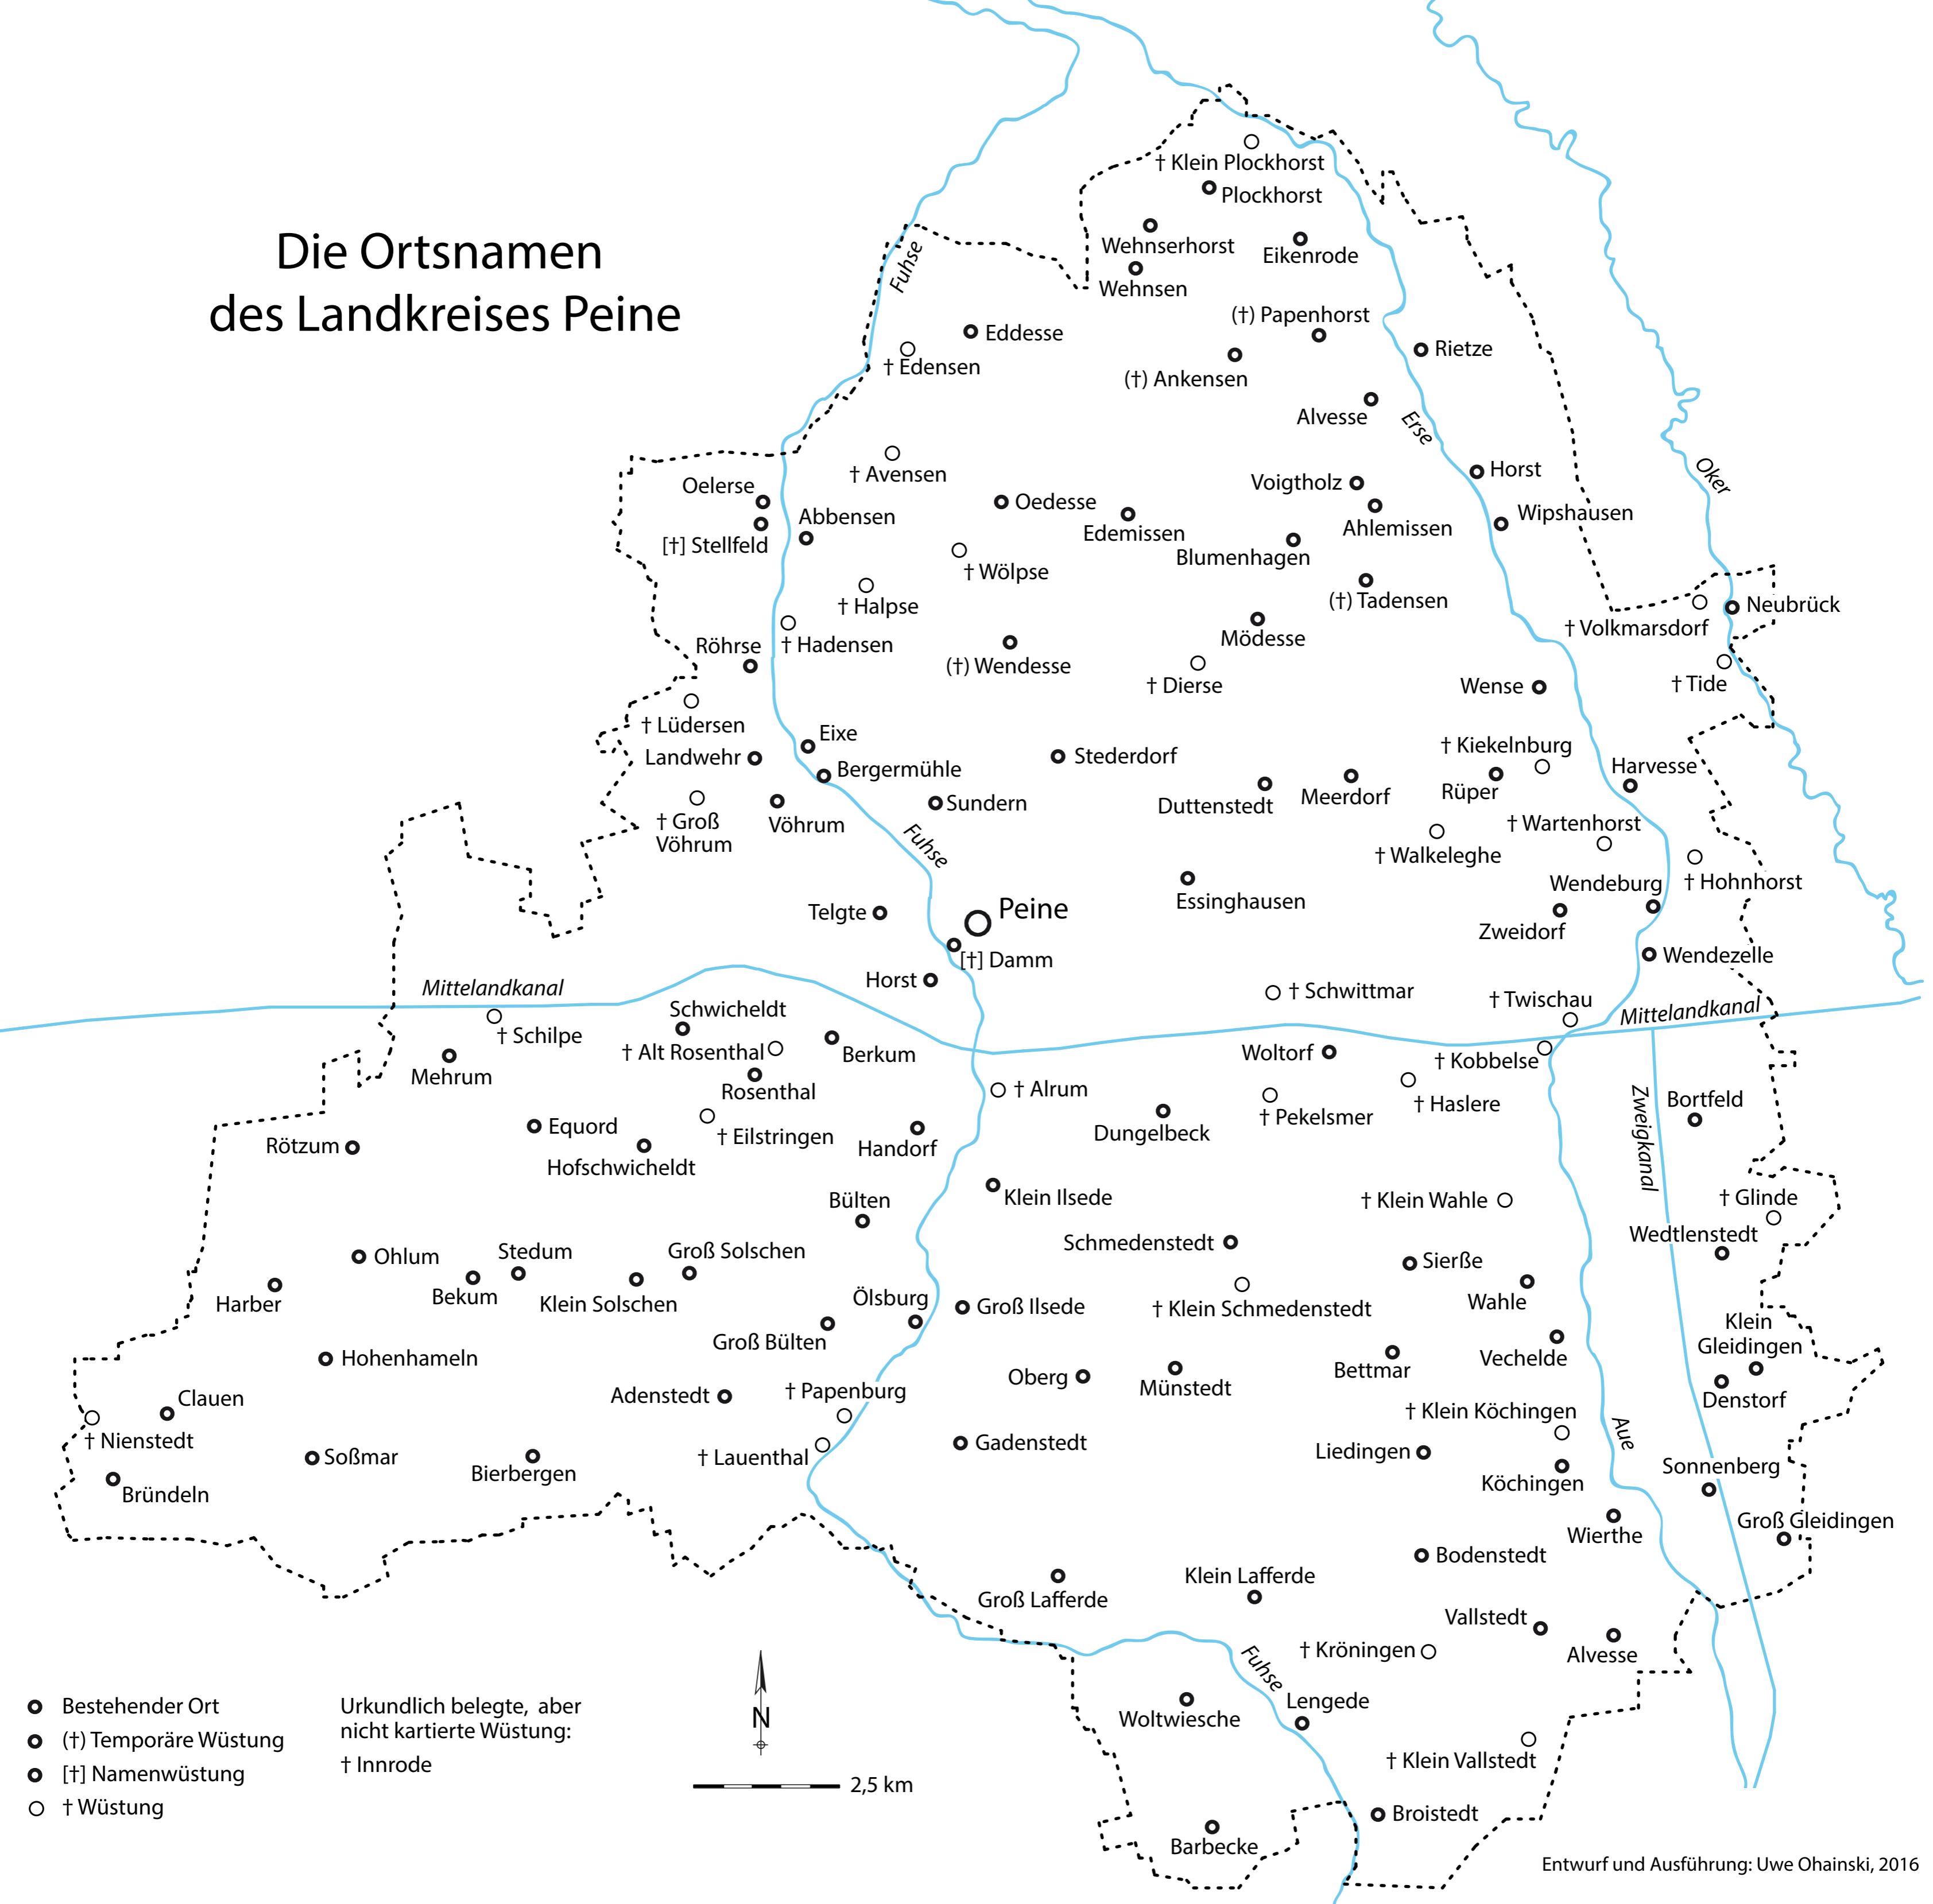 Die Ortsnamen
des Landkreises Peine
† Klein Plockhorst
Plockhorst
Wehnserhorst
Eikenrode
Wehnsen
Fuhse
(†) Papenhorst
Eddesse
† Edensen
Rietze
(†) Ankensen
Alvesse
Erse
† Avensen
Oelerse
Voigtholz
Horst
Oker
Abbensen
Oedesse
Edemissen
Ahlemissen
Wipshausen
[†] Stellfeld
Blumenhagen
† Wölpse
† Halpse
(†) Tadensen
Neubrück
† Volkmarsdorf
Röhrse
† Hadensen
(†) Wendesse
Mödesse
† Dierse
Wense
† Tide
† Lüdersen
Eixe
Landwehr
Bergermühle
Stederdorf
† Kiekelnburg
Harvesse
Sundern
Duttenstedt
Meerdorf
Rüper
† Groß
Vöhrum
Vöhrum
Fuhse
† Wartenhorst
† Walkeleghe
Wendeburg
† Hohnhorst
Essinghausen
Telgte
Peine
Zweidorf
[†] Damm
Wendezelle
Horst
Mittelandkanal
† Schwittmar
† Twischau
Mittelandkanal
Schwicheldt
† Schilpe
† Alt Rosenthal
Berkum
Woltorf
† Kobbelse
Mehrum
Rosenthal
† Alrum
† Pekelsmer
† Haslere
Zweigkanal
Bortfeld
Equord
† Eilstringen
Handorf
Dungelbeck
Rötzum
Hofschwicheldt
Klein Ilsede
Bülten
† Klein Wahle
† Glinde
Wedtlenstedt
Ohlum
Stedum
Groß Solschen
Schmedenstedt
Sierße
Harber
Bekum
Klein Solschen
Ölsburg
Groß Ilsede
† Klein Schmedenstedt
Wahle
Groß Bülten
Klein
Gleidingen
Hohenhameln
Vechelde
Bettmar
Oberg
Münstedt
Clauen
Adenstedt
† Papenburg
Denstorf
† Klein Köchingen
Aue
† Nienstedt
Soßmar
Bierbergen
† Lauenthal
Gadenstedt
Liedingen
Köchingen
Sonnenberg
Bründeln
Wierthe
Groß Gleidingen
Bodenstedt
Groß Lafferde
Klein Lafferde
Vallstedt
Alvesse
† Kröningen
Fuhse
Woltwiesche
Lengede
† Klein Vallstedt
Broistedt
Barbecke
Bestehender Ort
(†) Temporäre Wüstung
[†] Namenwüstung
† Wüstung
Urkundlich belegte, aber
nicht kartierte Wüstung:
† Innrode
N
2,5 km
Entwurf und Ausführung: Uwe Ohainski, 2016